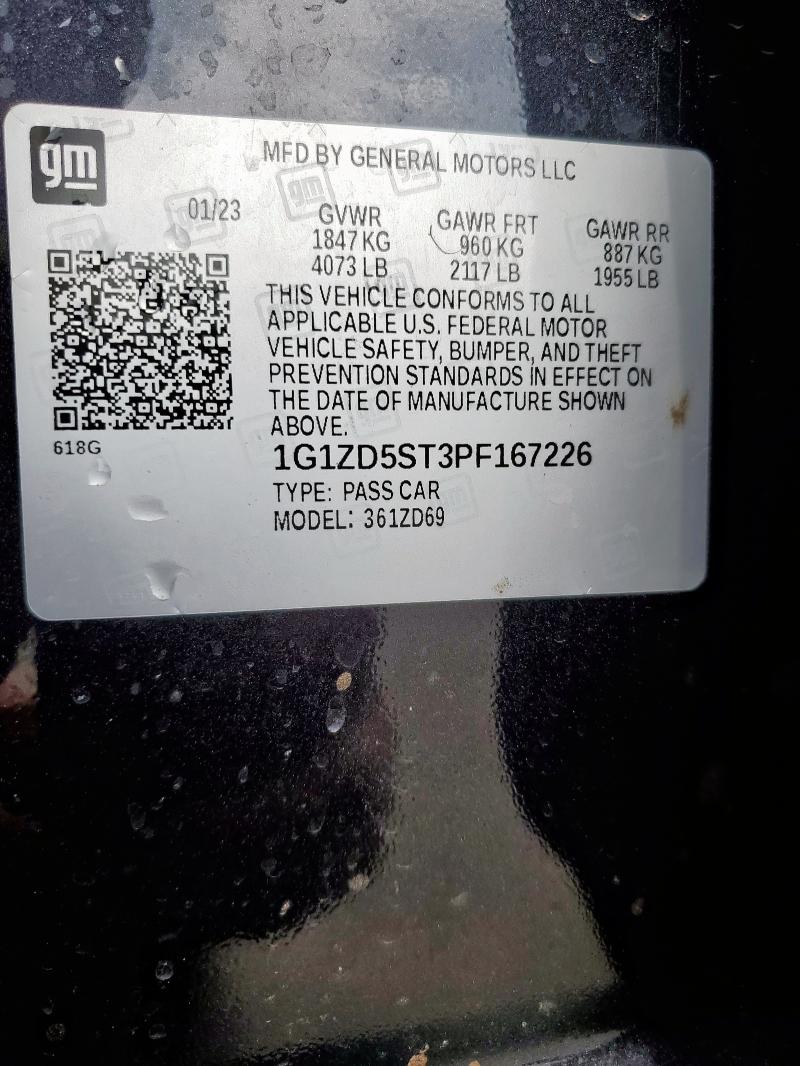 gm
MFD BY GENERAL MOTORS LLC
01/23
GVWR GAWR FRT GAWR RR
1847 KG 960 KG 887 KG
4073 LB 2117 LB 1955 LB
THIS VEHICLE CONFORMS TO ALL
APPLICABLE U.S. FEDERAL MOTOR
VEHICLE SAFETY, BUMPER, AND THEFT
PREVENTION STANDARDS IN EFFECT ON
THE DATE OF MANUFACTURE SHOWN
ABOVE.
618G
1G1ZD5ST3PF167226
TYPE: PASS CAR
MODEL: 361ZD69